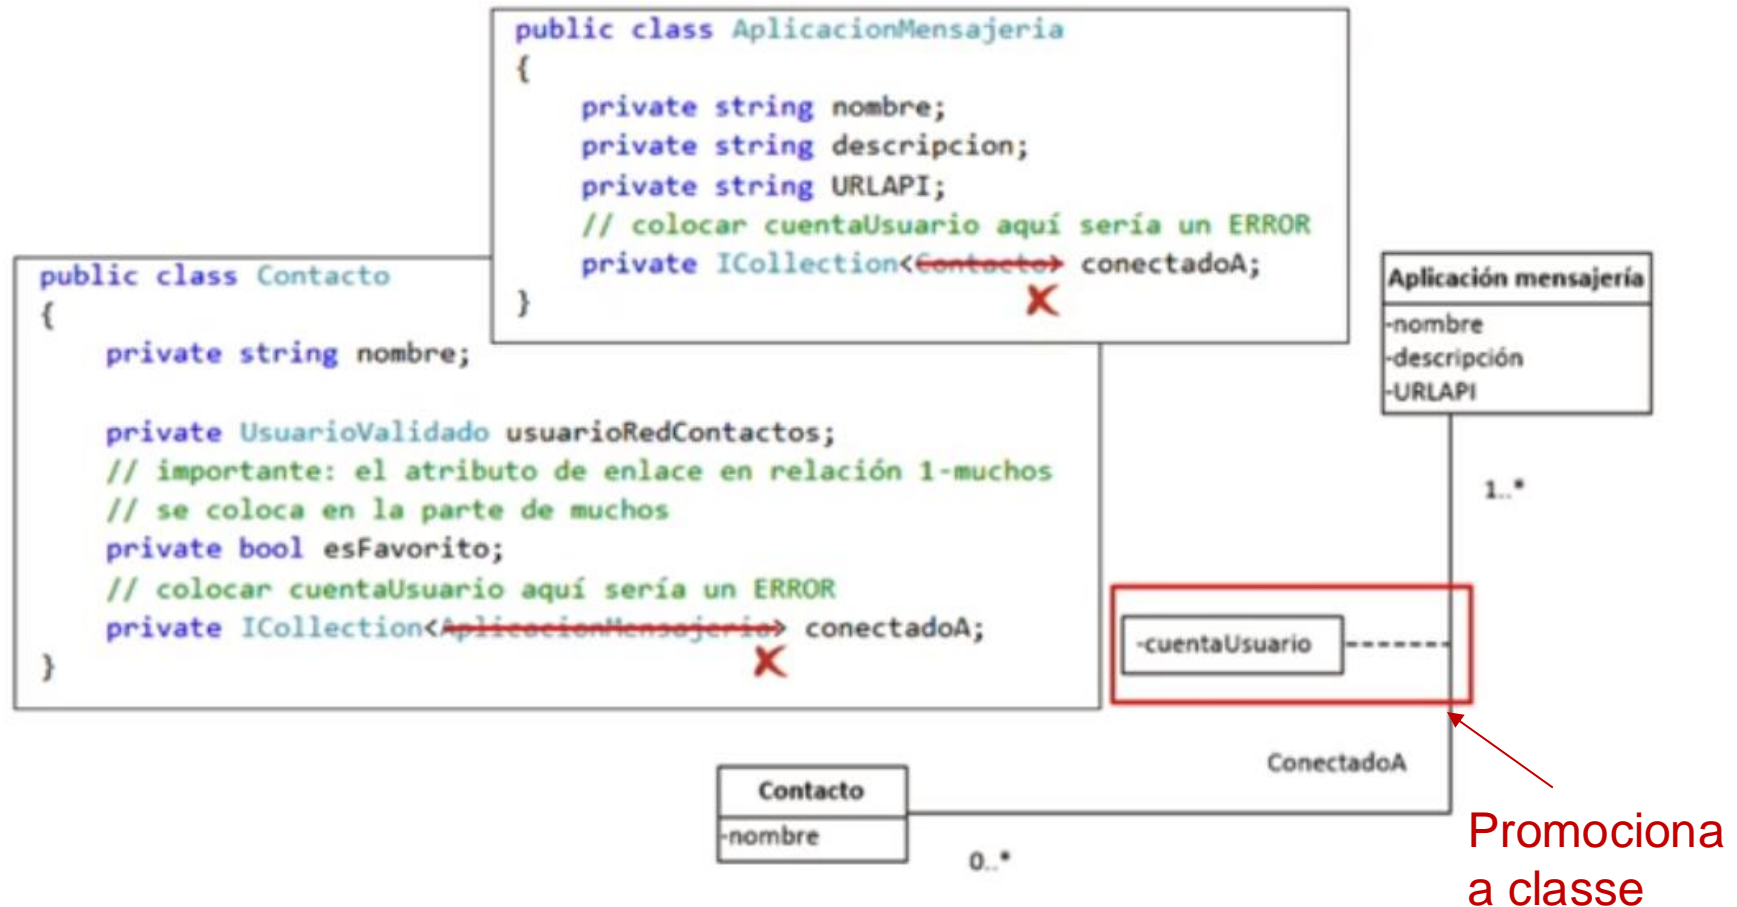 public class AplicacionMensajeria
{
private string nombre;
private string descripcion;
private string URLAPI;
// colocar cuentaUsuario aquí sería un ERROR
private ICollection<Contacto> conectadoA;
}
public class Contacto
{
private string nombre;
private UsuarioValidado usuarioRedContactos;
// importante: el atributo de enlace en relación 1-muchos
// se coloca en la parte de muchos
private bool esFavorito;
// colocar cuentaUsuario aquí sería un ERROR
private ICollection<AplicacionMensajeria> conectadoA;
}
Aplicación mensajería
-nombre
-descripción
-URLAPI
1..*
-cuentaUsuario
ConectadoA
Contacto
-nombre
0..*
Promociona
a classe